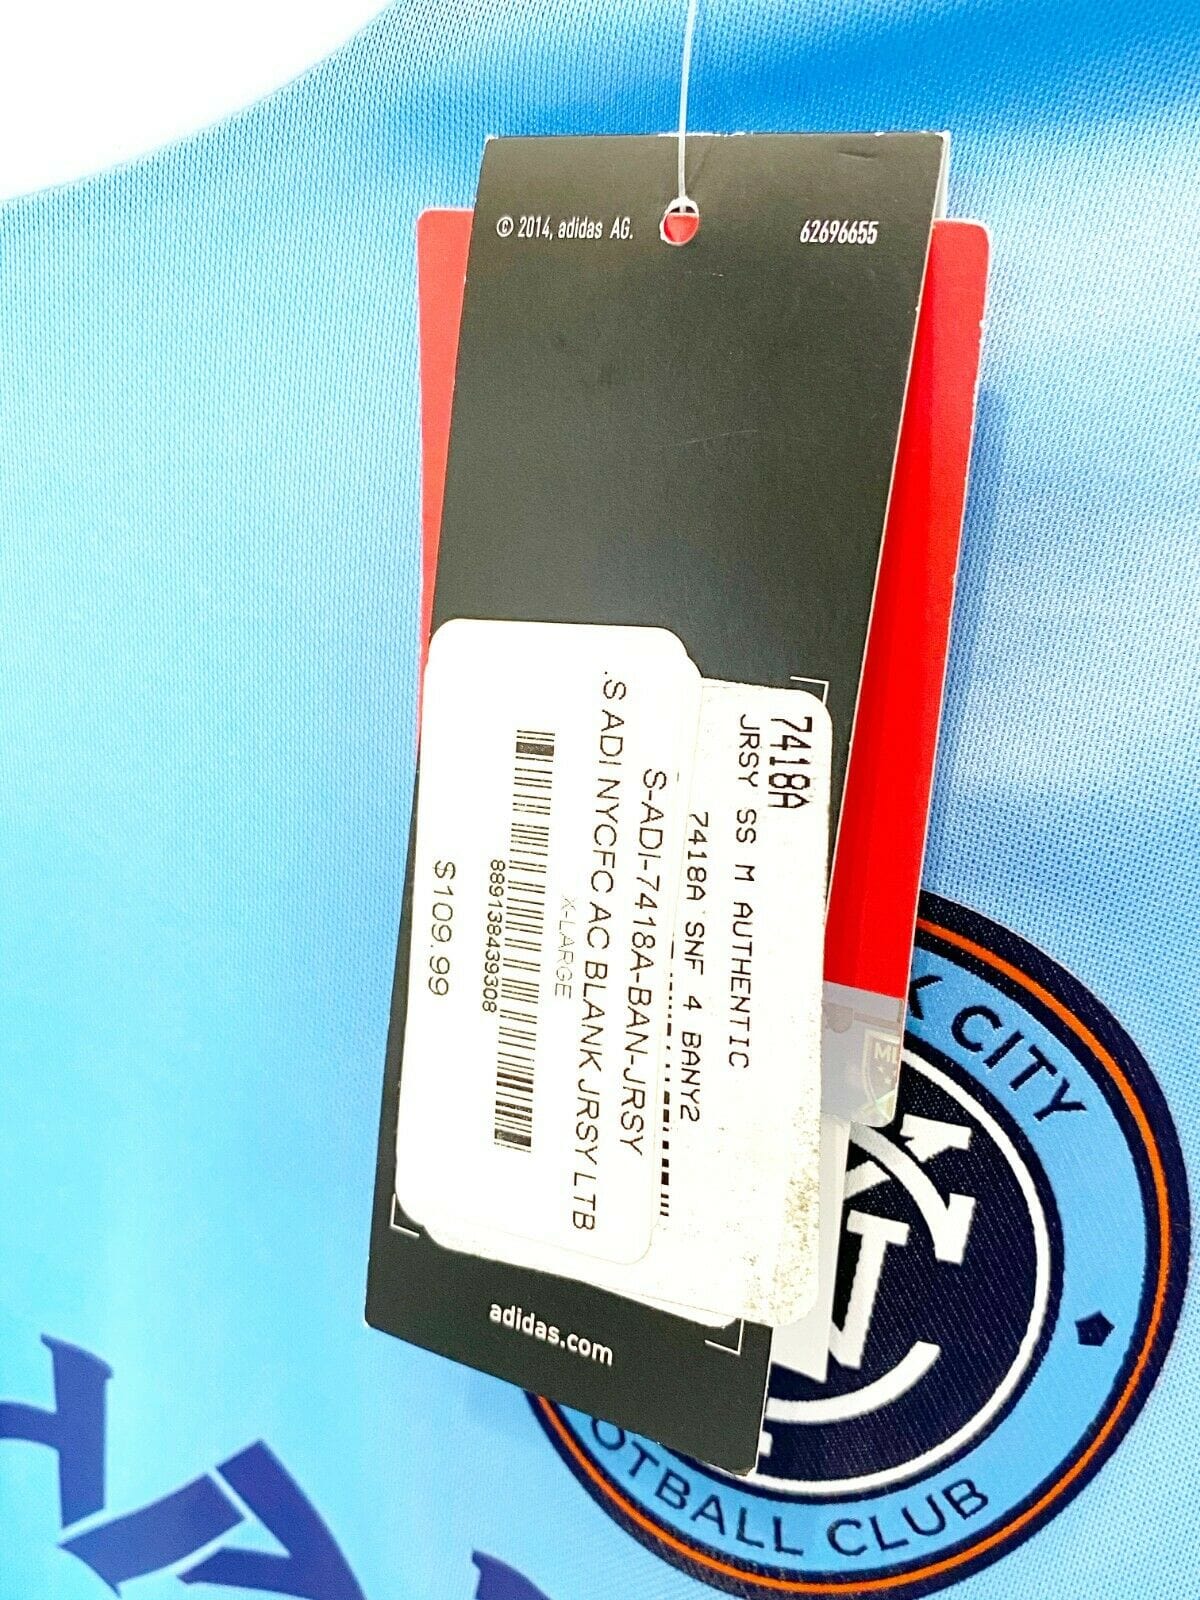 © 2014, adidas AG.
62696655
7418A
JRSY SS M AUTHENTIC
7418A SNF 4 BANY2
S-ADI-7418A-BAN-JRSY
.S ADI NYCFC AC BLANK JRSY LTB
X-LARGE
889138439308
$109.99
adidas.com
K CITY
OTBALL CLUB